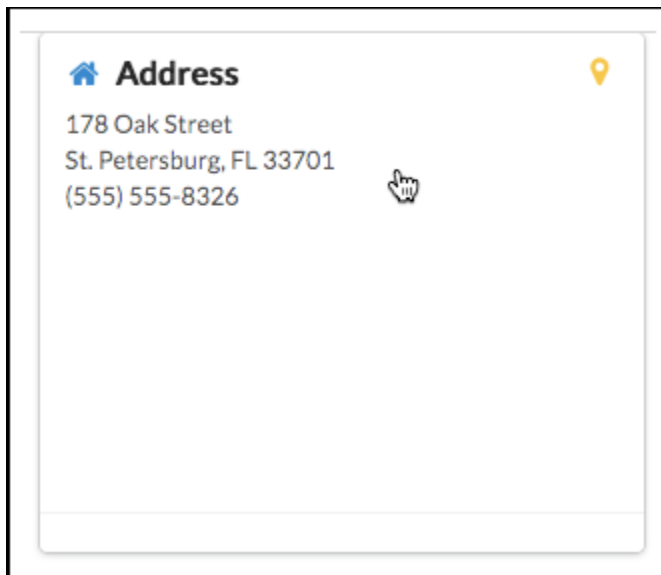 Address
178 Oak Street
St. Petersburg, FL 33701
(555) 555-8326